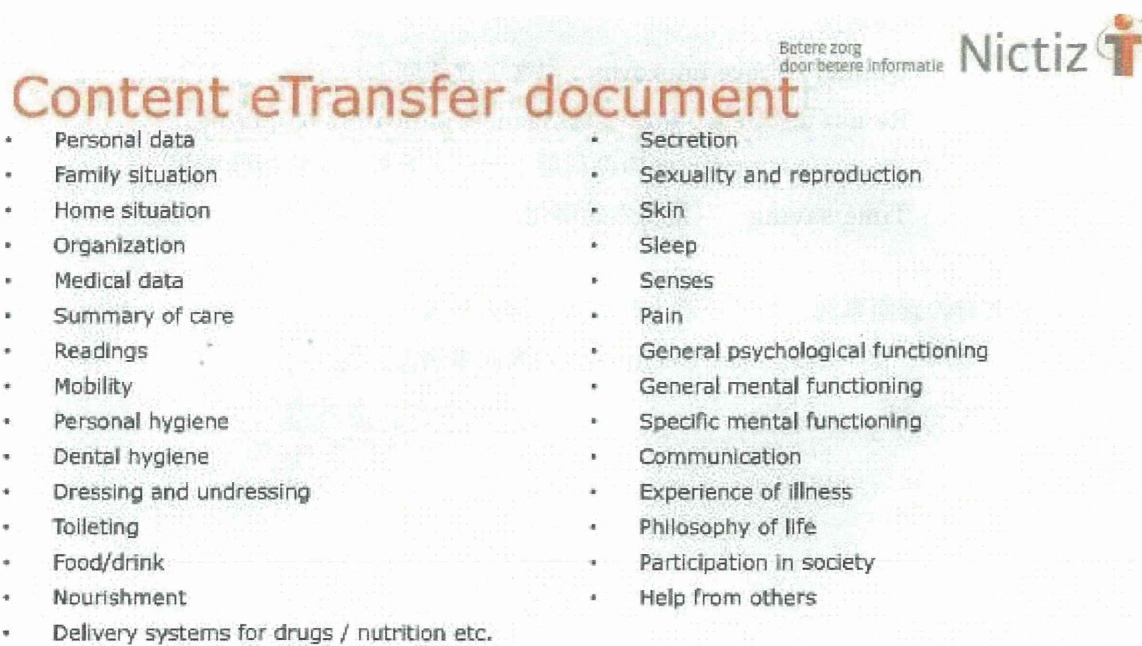 Betere zorg
door betere informatie
Nictiz
Content eTransfer document
• Personal data
• Family situation
• Home situation
• Organization
• Medical data
• Summary of care
• Readings
• Mobility
• Personal hygiene
• Dental hygiene
• Dressing and undressing
• Toileting
• Food/drink
• Nourishment
• Delivery systems for drugs / nutrition etc.
• Secretion
• Sexuality and reproduction
• Skin
• Sleep
• Senses
• Pain
• General psychological functioning
• General mental functioning
• Specific mental functioning
• Communication
• Experience of illness
• Philosophy of life
• Participation in society
• Help from others